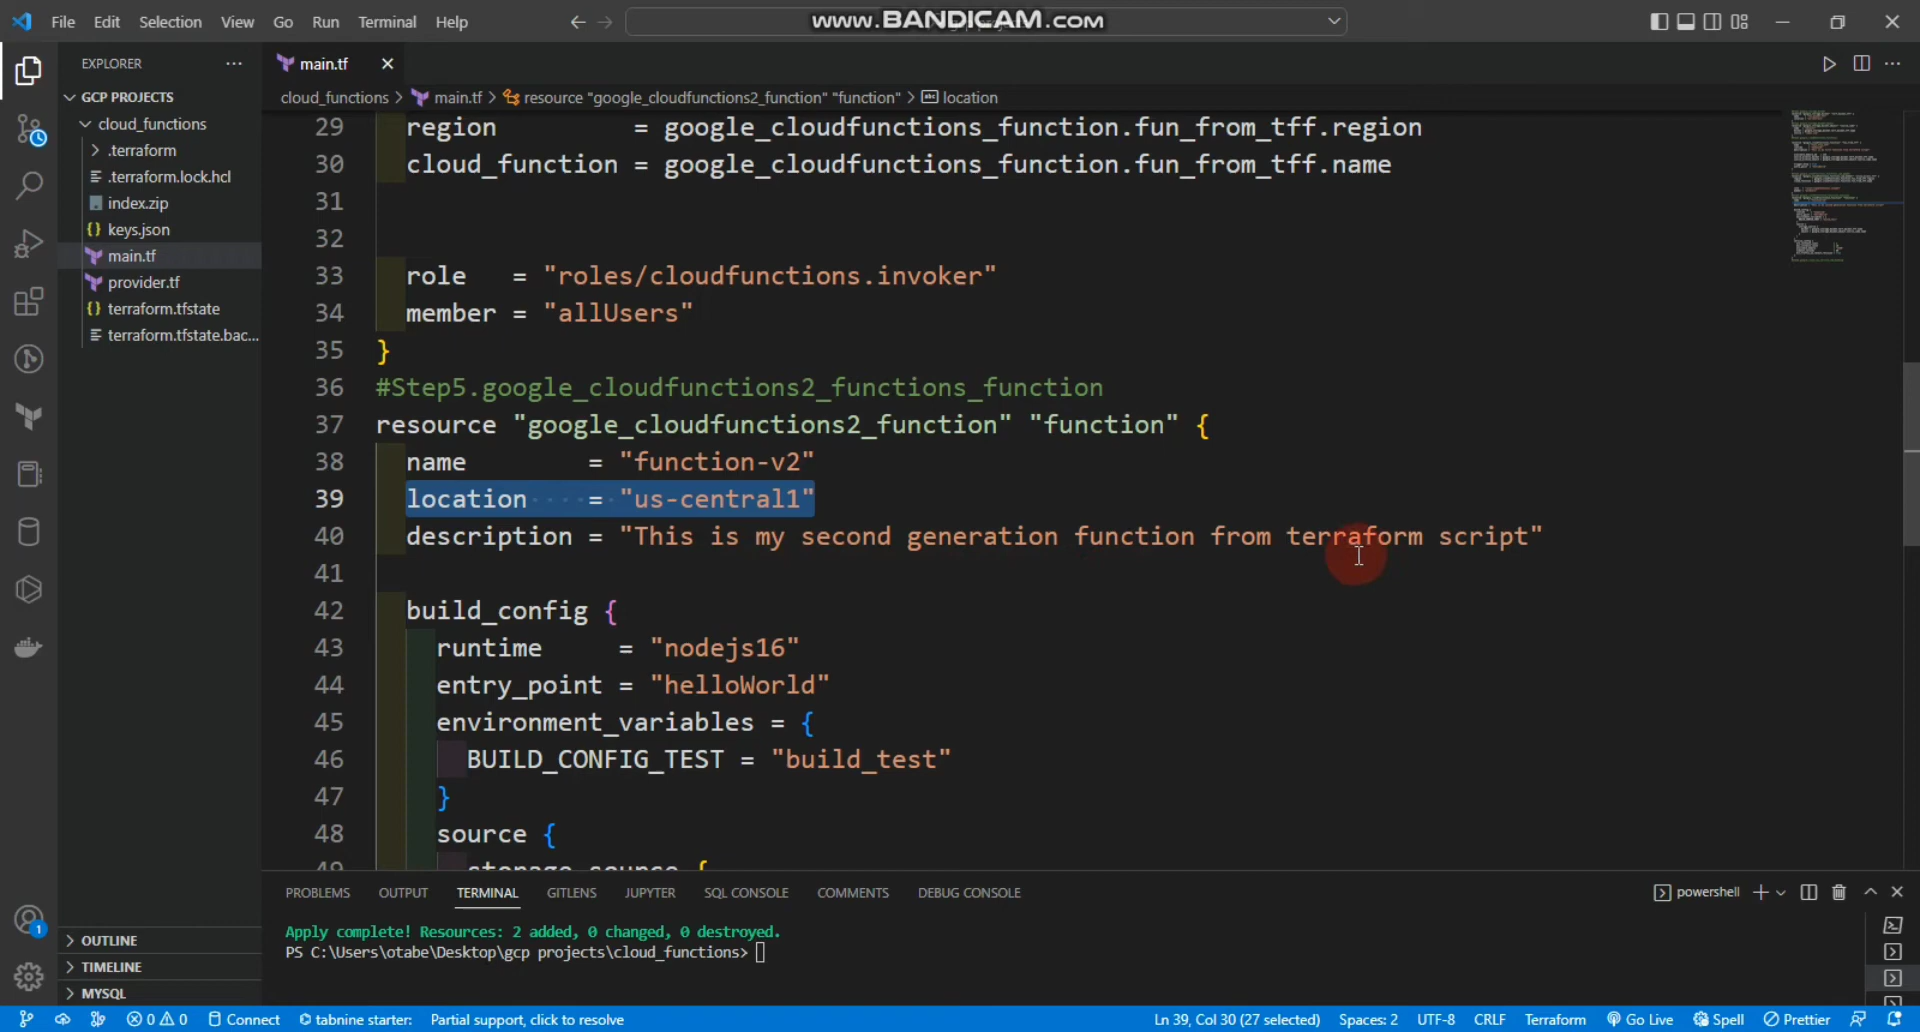 File Edit Selection View Go Run Terminal Help
www.BANDICAM.com
EXPLORER
main.tf
GCP PROJECTS
cloud_functions > main.tf > resource "google_cloudfunctions2_function" "function" > location
cloud_functions
.terraform
.terraform.lock.hcl
index.zip
keys.json
main.tf
provider.tf
terraform.tfstate
terraform.tfstate.bac...
29 region = google_cloudfunctions_function.fun_from_tff.region
30 cloud_function = google_cloudfunctions_function.fun_from_tff.name
31
32
33 role = "roles/cloudfunctions.invoker"
34 member = "allUsers"
35 }
36 #Step5.google_cloudfunctions2_functions_function
37 resource "google_cloudfunctions2_function" "function" {
38 name = "function-v2"
39 location = "us-central1"
40 description = "This is my second generation function from terraform script"
41
42 build_config {
43 runtime = "nodejs16"
44 entry_point = "helloWorld"
45 environment_variables = {
46 BUILD_CONFIG_TEST = "build_test"
47 }
48 source {
49 storage_source {
PROBLEMS OUTPUT TERMINAL GITLENS JUPYTER SQL CONSOLE COMMENTS DEBUG CONSOLE
powershell
Apply complete! Resources: 2 added, 0 changed, 0 destroyed.
PS C:\Users\otabe\Desktop\gcp projects\cloud_functions>
1
OUTLINE
TIMELINE
MYSQL
0 0 Connect tabnine starter: Partial support, click to resolve
Ln 39, Col 30 (27 selected) Spaces: 2 UTF-8 CRLF Terraform Go Live Spell Prettier